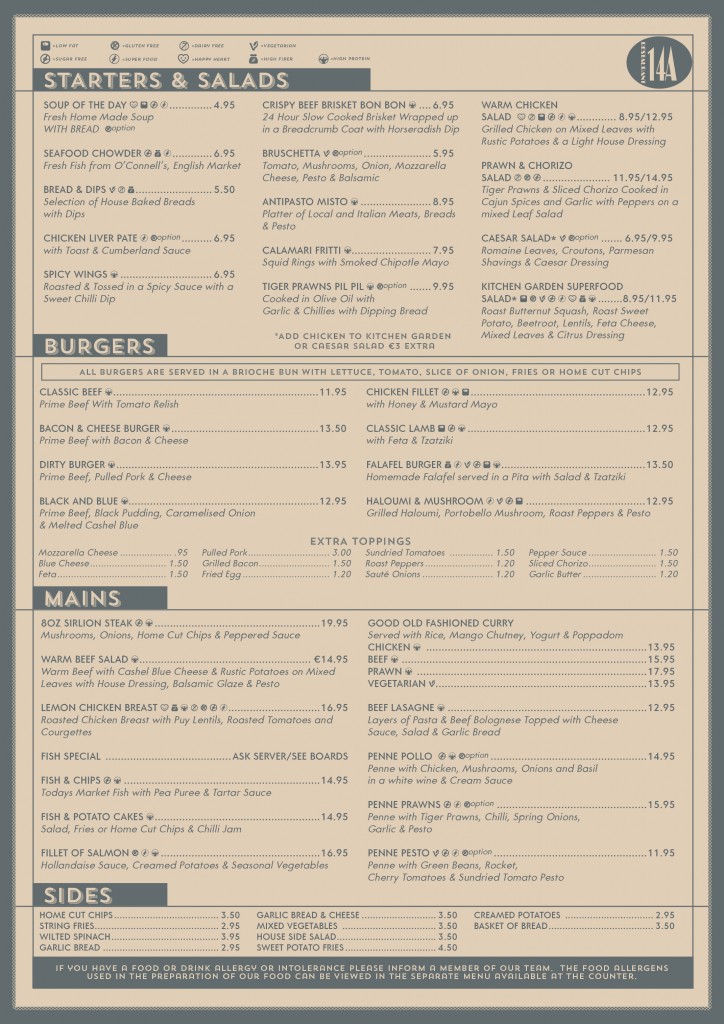 =LOW FAT =GLUTEN FREE =DAIRY FREE =VEGETARIAN
=SUGAR FREE =SUPER FOOD =HAPPY HEART =HIGH FIBER =HIGH PROTEIN
RESTAURANT 14A
STARTERS & SALADS
SOUP OF THE DAY 4.95
Fresh Home Made Soup
WITH BREAD option
SEAFOOD CHOWDER 6.95
Fresh Fish from O'Connell's, English Market
BREAD & DIPS 5.50
Selection of House Baked Breads
with Dips
CHICKEN LIVER PATE option 6.95
with Toast & Cumberland Sauce
SPICY WINGS 6.95
Roasted & Tossed in a Spicy Sauce with a
Sweet Chilli Dip
CRISPY BEEF BRISKET BON BON 6.95
24 Hour Slow Cooked Brisket Wrapped up
in a Breadcrumb Coat with Horseradish Dip
BRUSCHETTA option 5.95
Tomato, Mushrooms, Onion, Mozzarella
Cheese, Pesto & Balsamic
ANTIPASTO MISTO 8.95
Platter of Local and Italian Meats, Breads
& Pesto
CALAMARI FRITTI 7.95
Squid Rings with Smoked Chipotle Mayo
TIGER PRAWNS PIL PIL option 9.95
Cooked in Olive Oil with
Garlic & Chillies with Dipping Bread
*ADD CHICKEN TO KITCHEN GARDEN
OR CAESAR SALAD €3 EXTRA
WARM CHICKEN
SALAD 8.95/12.95
Grilled Chicken on Mixed Leaves with
Rustic Potatoes & a Light House Dressing
PRAWN & CHORIZO
SALAD 11.95/14.95
Tiger Prawns & Sliced Chorizo Cooked in
Cajun Spices and Garlic with Peppers on a
mixed Leaf Salad
CAESAR SALAD* option 6.95/9.95
Romaine Leaves, Croutons, Parmesan
Shavings & Caesar Dressing
KITCHEN GARDEN SUPERFOOD
SALAD* 8.95/11.95
Roast Butternut Squash, Roast Sweet
Potato, Beetroot, Lentils, Feta Cheese,
Mixed Leaves & Citrus Dressing
BURGERS
ALL BURGERS ARE SERVED IN A BRIOCHE BUN WITH LETTUCE, TOMATO, SLICE OF ONION, FRIES OR HOME CUT CHIPS
CLASSIC BEEF 11.95
Prime Beef With Tomato Relish
BACON & CHEESE BURGER 13.50
Prime Beef with Bacon & Cheese
DIRTY BURGER 13.95
Prime Beef, Pulled Pork & Cheese
BLACK AND BLUE 12.95
Prime Beef, Black Pudding, Caramelised Onion
& Melted Cashel Blue
CHICKEN FILLET 12.95
with Honey & Mustard Mayo
CLASSIC LAMB 12.95
with Feta & Tzatziki
FALAFEL BURGER 13.50
Homemade Falafel served in a Pita with Salad & Tzatziki
HALOUMI & MUSHROOM 12.95
Grilled Haloumi, Portobello Mushroom, Roast Peppers & Pesto
EXTRA TOPPINGS
Mozzarella Cheese .95 Pulled Pork 3.00 Sundried Tomatoes 1.50 Pepper Sauce 1.50
Blue Cheese 1.50 Grilled Bacon 1.50 Roast Peppers 1.20 Sliced Chorizo 1.50
Feta 1.50 Fried Egg 1.20 Sauté Onions 1.20 Garlic Butter 1.20
MAINS
8OZ SIRLION STEAK 19.95
Mushrooms, Onions, Home Cut Chips & Peppered Sauce
WARM BEEF SALAD €14.95
Warm Beef with Cashel Blue Cheese & Rustic Potatoes on Mixed
Leaves with House Dressing, Balsamic Glaze & Pesto
LEMON CHICKEN BREAST 16.95
Roasted Chicken Breast with Puy Lentils, Roasted Tomatoes and
Courgettes
FISH SPECIAL ASK SERVER/SEE BOARDS
FISH & CHIPS 14.95
Todays Market Fish with Pea Puree & Tartar Sauce
FISH & POTATO CAKES 14.95
Salad, Fries or Home Cut Chips & Chilli Jam
FILLET OF SALMON 16.95
Hollandaise Sauce, Creamed Potatoes & Seasonal Vegetables
GOOD OLD FASHIONED CURRY
Served with Rice, Mango Chutney, Yogurt & Poppadom
CHICKEN 13.95
BEEF 15.95
PRAWN 17.95
VEGETARIAN 13.95
BEEF LASAGNE 12.95
Layers of Pasta & Beef Bolognese Topped with Cheese
Sauce, Salad & Garlic Bread
PENNE POLLO option 14.95
Penne with Chicken, Mushrooms, Onions and Basil
in a white wine & Cream Sauce
PENNE PRAWNS option 15.95
Penne with Tiger Prawns, Chilli, Spring Onions,
Garlic & Pesto
PENNE PESTO option 11.95
Penne with Green Beans, Rocket,
Cherry Tomatoes & Sundried Tomato Pesto
SIDES
HOME CUT CHIPS 3.50
STRING FRIES 2.95
WILTED SPINACH 3.95
GARLIC BREAD 2.95
GARLIC BREAD & CHEESE 3.50
MIXED VEGETABLES 3.50
HOUSE SIDE SALAD 3.50
SWEET POTATO FRIES 4.50
CREAMED POTATOES 2.95
BASKET OF BREAD 3.50
IF YOU HAVE A FOOD OR DRINK ALLERGY OR INTOLERANCE PLEASE INFORM A MEMBER OF OUR TEAM. THE FOOD ALLERGENS
USED IN THE PREPARATION OF OUR FOOD CAN BE VIEWED IN THE SEPARATE MENU AVAILABLE AT THE COUNTER.